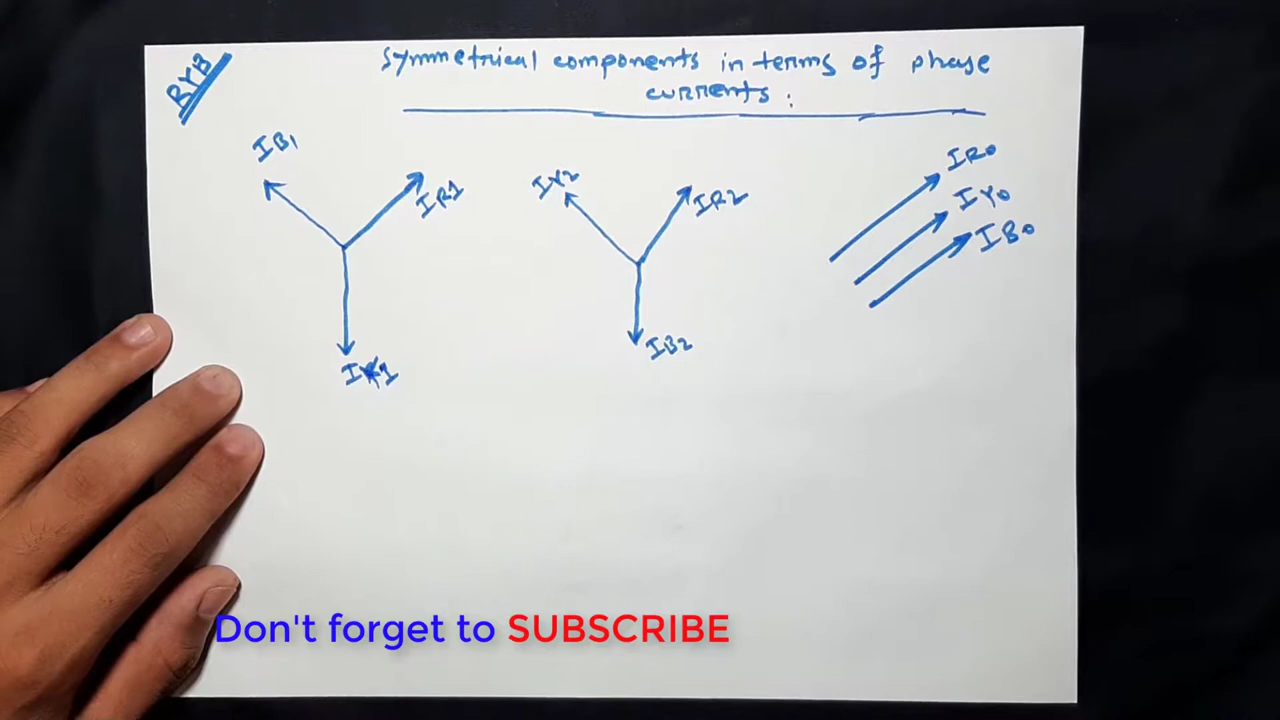 RYB
Symmetrical components in terms of phase
currents :
IB1
IR1
IY1
IY2
IR2
IB2
IR0
IY0
IB0
Don't forget to SUBSCRIBE